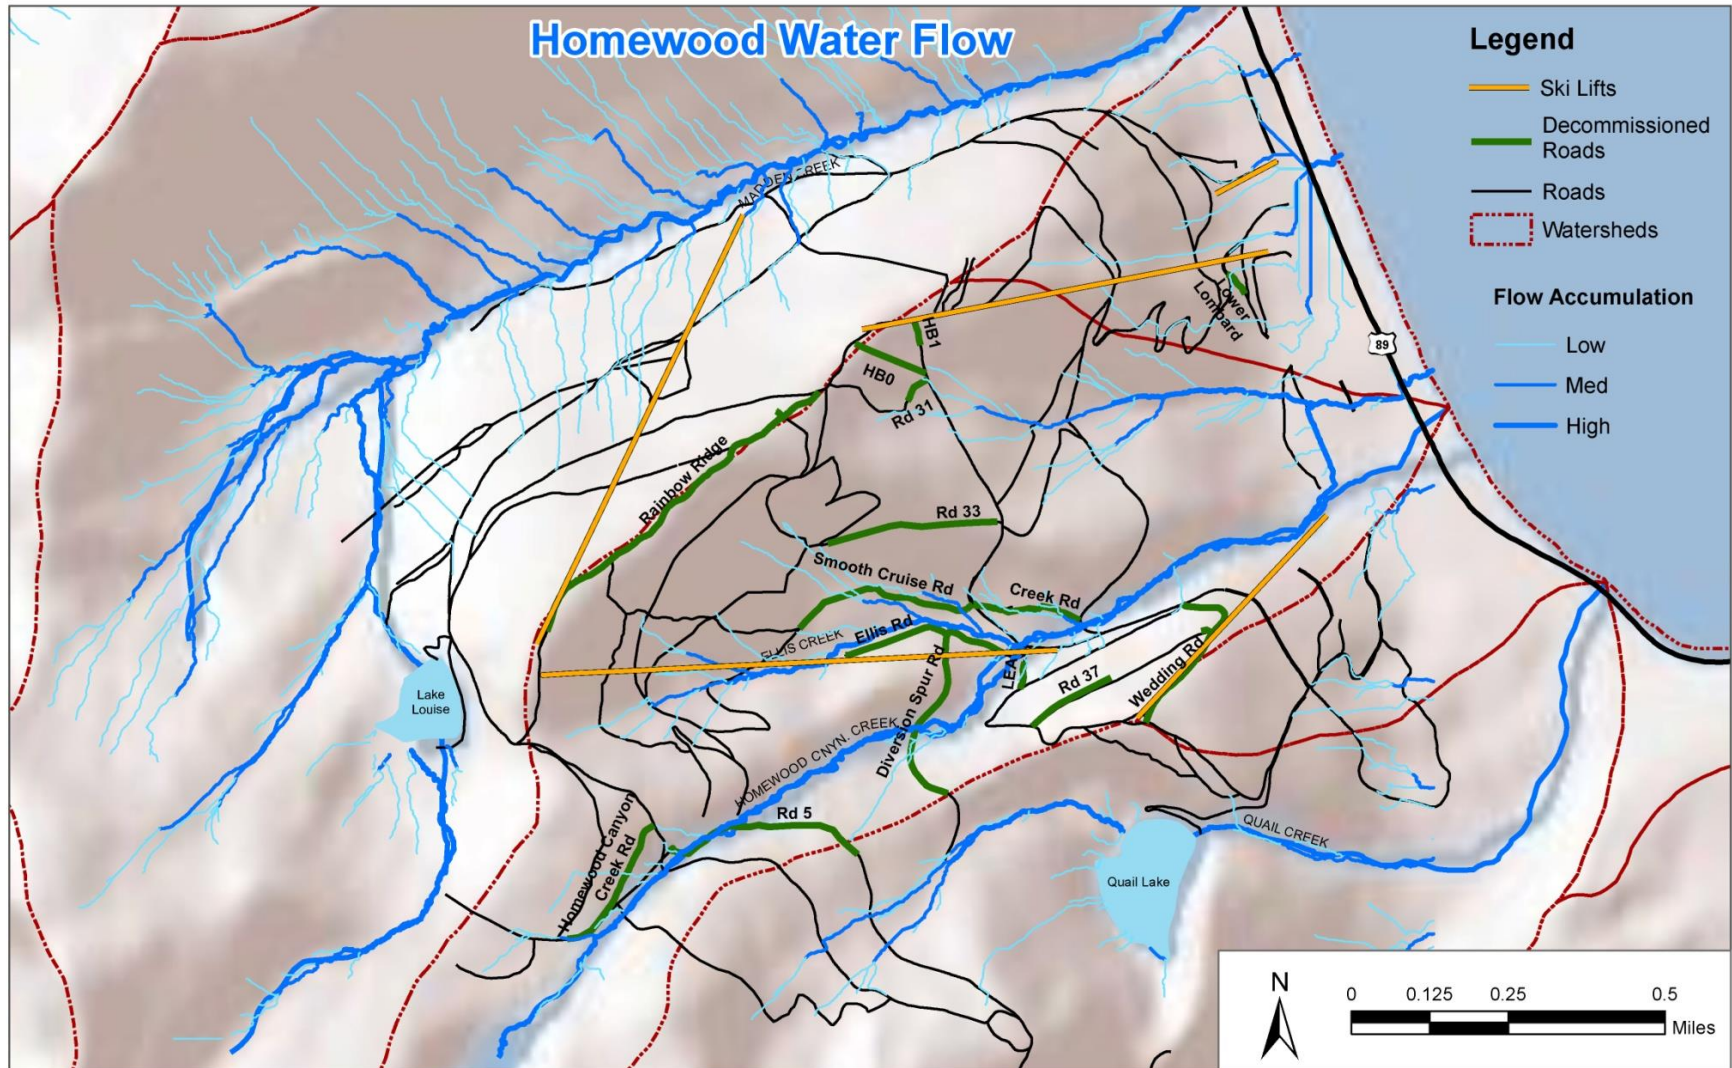 Homewood Water Flow
Legend
Ski Lifts
Decommissioned
Roads
Roads
Watersheds
Flow Accumulation
Low
Med
High
MADDEN CREEK
Lower
Lombard
89
HB1
HB0
Rd 31
Rainbow Ridge
Rd 33
Smooth Cruise Rd
Creek Rd
Ellis Rd
ELLIS CREEK
LEA
Rd 37
Wedding Rd
Diversion Spur Rd
Lake
Louise
HOMEWOOD CNYN. CREEK
Rd 5
Homewood Canyon
Creek Rd
QUAIL CREEK
Quail Lake
N
0 0.125 0.25 0.5
Miles